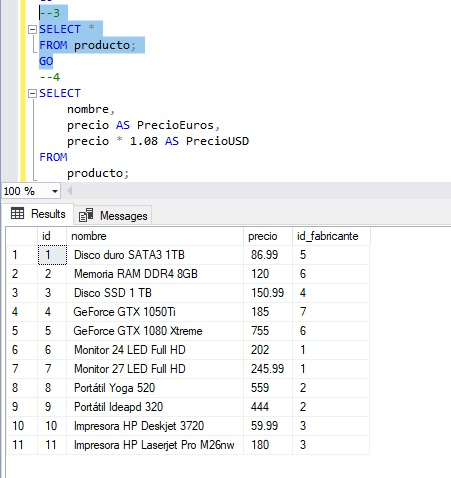 --3
SELECT *
FROM producto;
GO
--4
SELECT
nombre,
precio AS PrecioEuros,
precio * 1.08 AS PrecioUSD
FROM
producto;
100 %
Results Messages
id nombre precio id_fabricante
1 1 Disco duro SATA3 1TB 86.99 5
2 2 Memoria RAM DDR4 8GB 120 6
3 3 Disco SSD 1 TB 150.99 4
4 4 GeForce GTX 1050Ti 185 7
5 5 GeForce GTX 1080 Xtreme 755 6
6 6 Monitor 24 LED Full HD 202 1
7 7 Monitor 27 LED Full HD 245.99 1
8 8 Portátil Yoga 520 559 2
9 9 Portátil Ideapd 320 444 2
10 10 Impresora HP Deskjet 3720 59.99 3
11 11 Impresora HP Laserjet Pro M26nw 180 3